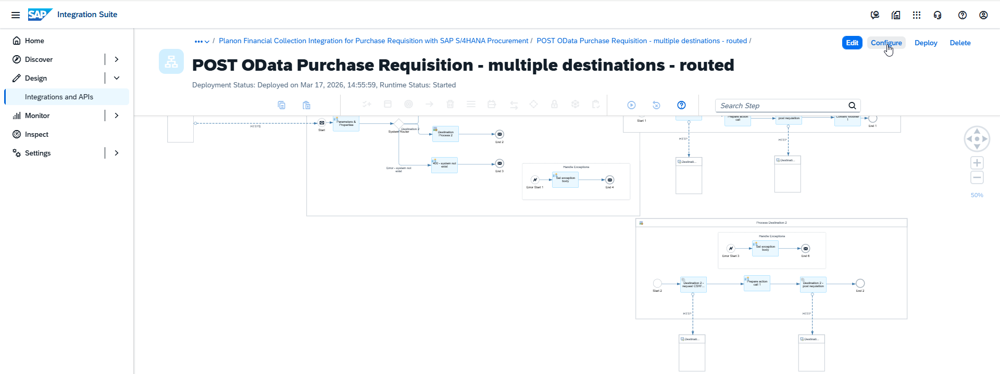 SAP Integration Suite
Home
Discover
Design
Integrations and APIs
Monitor
Inspect
Settings
••• / Planon Financial Collection Integration for Purchase Requisition with SAP S/4HANA Procurement / POST OData Purchase Requisition - multiple destinations - routed /
Edit Configure Deploy Delete
POST OData Purchase Requisition - multiple destinations - routed
Deployment Status: Deployed on Mar 17, 2026, 14:55:59, Runtime Status: Started
Search Step
HTTPS
Start
Parameters &
Properties
System Router
Destination 2
Destination
Process 2
End 2
Error - system not
exist
400 - system not
exist
End 3
Handle Exceptions
Error Start 1
Set exception
body
End 4
Start 1
Prepare action
call
post requisition
Content Modifier
1
End 1
HTTP
HTTP
Destinati...
Destinati...
50%
Process Destination 2
Handle Exceptions
Error Start 3
Set exception
body
End 6
Start 2
Destination 2 -
request CSRF...
Prepare action
call 1
Destination 2 -
post requisition
End 2
HTTP
HTTP
Destinati...
Destinati...